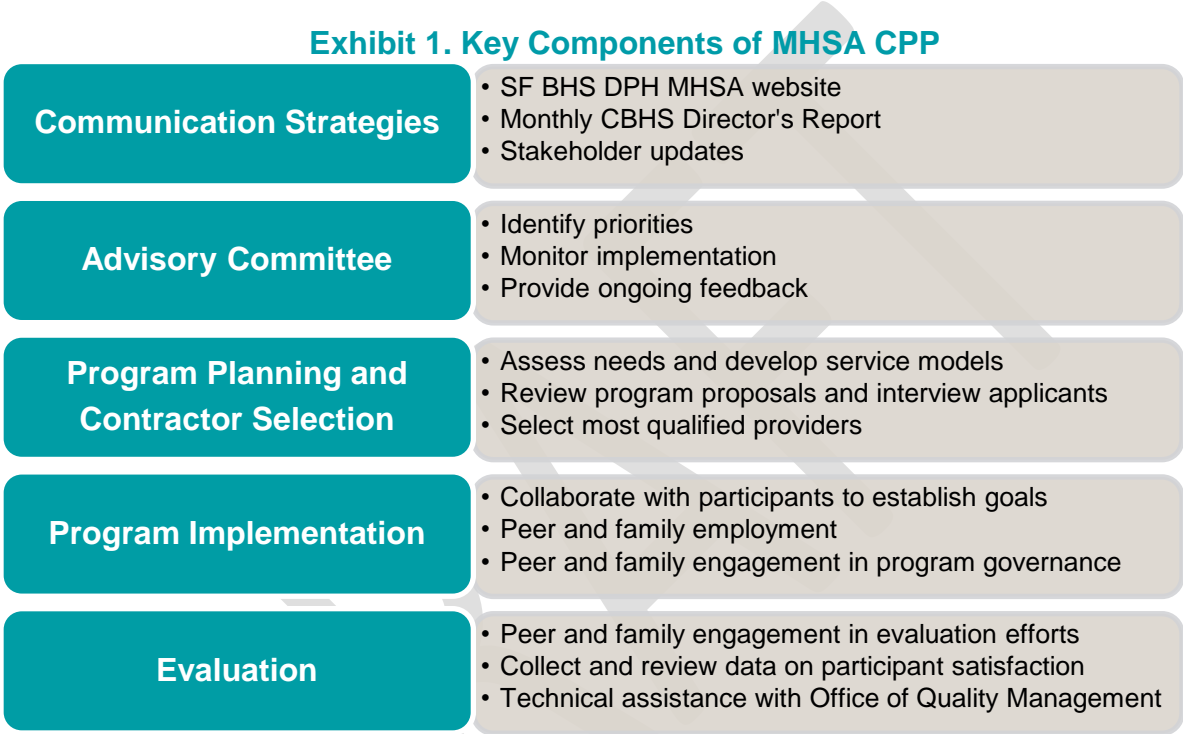 Exhibit 1. Key Components of MHSA CPP
Communication Strategies
• SF BHS DPH MHSA website
• Monthly CBHS Director's Report
• Stakeholder updates
Advisory Committee
• Identify priorities
• Monitor implementation
• Provide ongoing feedback
Program Planning and
Contractor Selection
• Assess needs and develop service models
• Review program proposals and interview applicants
• Select most qualified providers
Program Implementation
• Collaborate with participants to establish goals
• Peer and family employment
• Peer and family engagement in program governance
Evaluation
• Peer and family engagement in evaluation efforts
• Collect and review data on participant satisfaction
• Technical assistance with Office of Quality Management